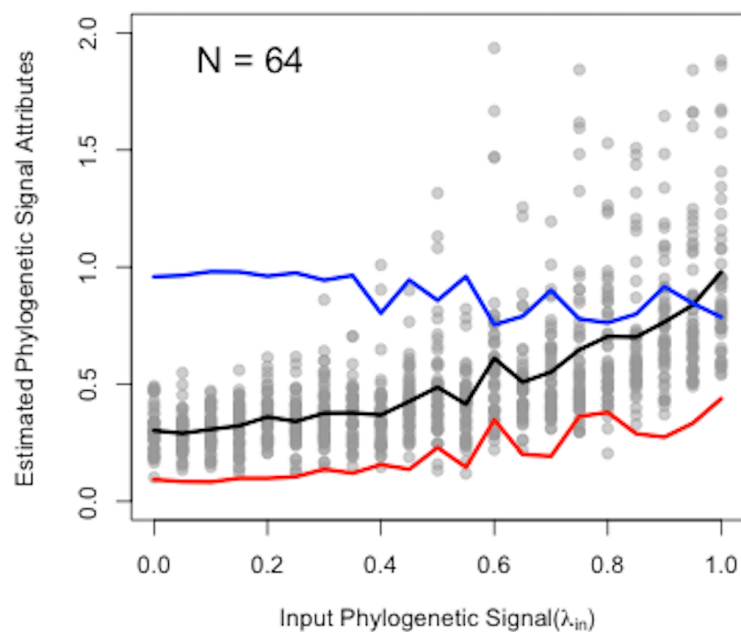 N = 64
Estimated Phylogenetic Signal Attributes
2.0
1.5
1.0
0.5
0.0
0.0 0.2 0.4 0.6 0.8 1.0
Input Phylogenetic Signal(λin)